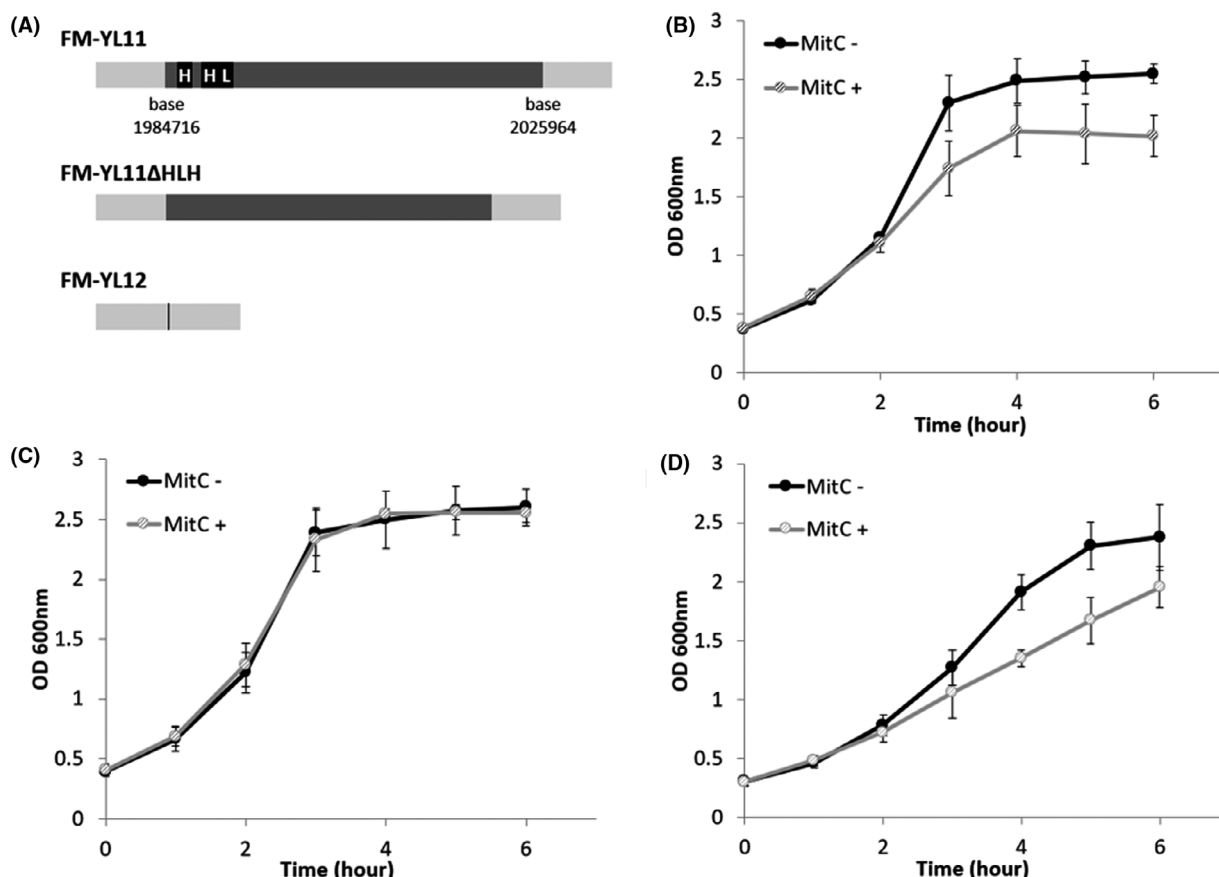 (A)
FM-YL11
H H L
base base
1984716 2025964
FM-YL11ΔHLH
FM-YL12
(B)
MitC -
MitC +
3
2.5
2
1.5
1
0.5
0
OD 600nm
0 2 4 6
Time (hour)
(C)
MitC -
MitC +
3
2.5
2
1.5
1
0.5
0
OD 600nm
0 2 4 6
Time (hour)
(D)
MitC -
MitC +
3
2.5
2
1.5
1
0.5
0
OD 600nm
0 2 4 6
Time (hour)